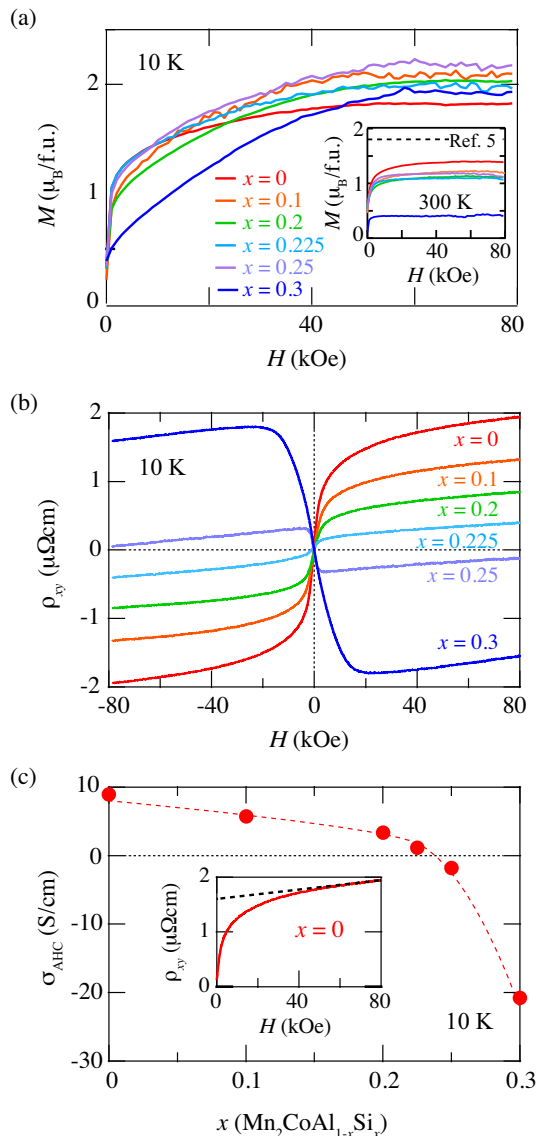 (a)
10 K
2
1
0
M (μB/f.u.)
x = 0
x = 0.1
x = 0.2
x = 0.225
x = 0.25
x = 0.3
2
1
0
M (μB/f.u.)
Ref. 5
300 K
0 40 80
H (kOe)
0 40 80
H (kOe)
(b)
10 K
2
1
0
-1
-2
ρxy (μΩcm)
x = 0
x = 0.1
x = 0.2
x = 0.225
x = 0.25
x = 0.3
-80 -40 0 40 80
H (kOe)
(c)
10
0
-10
-20
-30
σAHC (S/cm)
2
1
0
ρxy (μΩcm)
x = 0
0 40 80
H (kOe)
10 K
0 0.1 0.2 0.3
x (Mn2CoAl1-xSix)